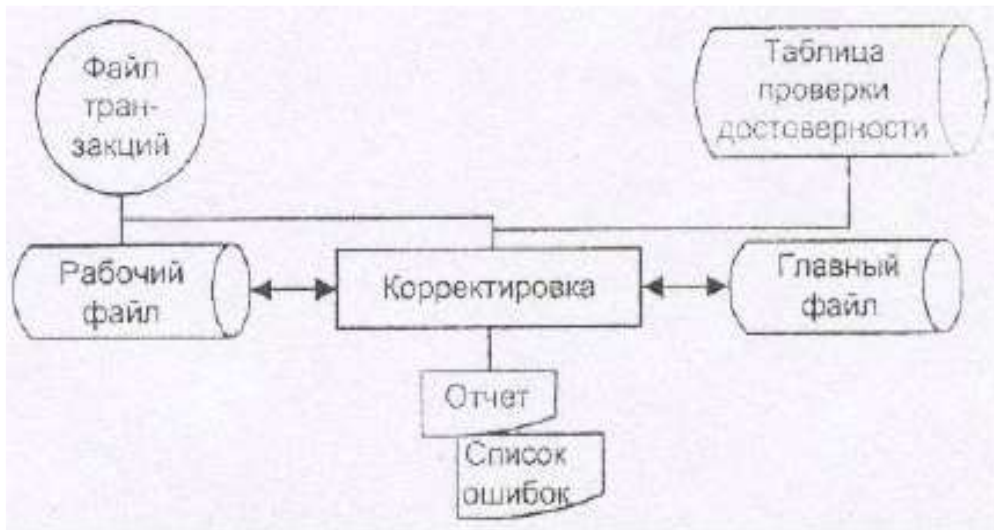 Файл
тран-
закций
Таблица
проверки
достоверности
Рабочий
файл
Корректировка
Главный
файл
Отчет
Список
ошибок